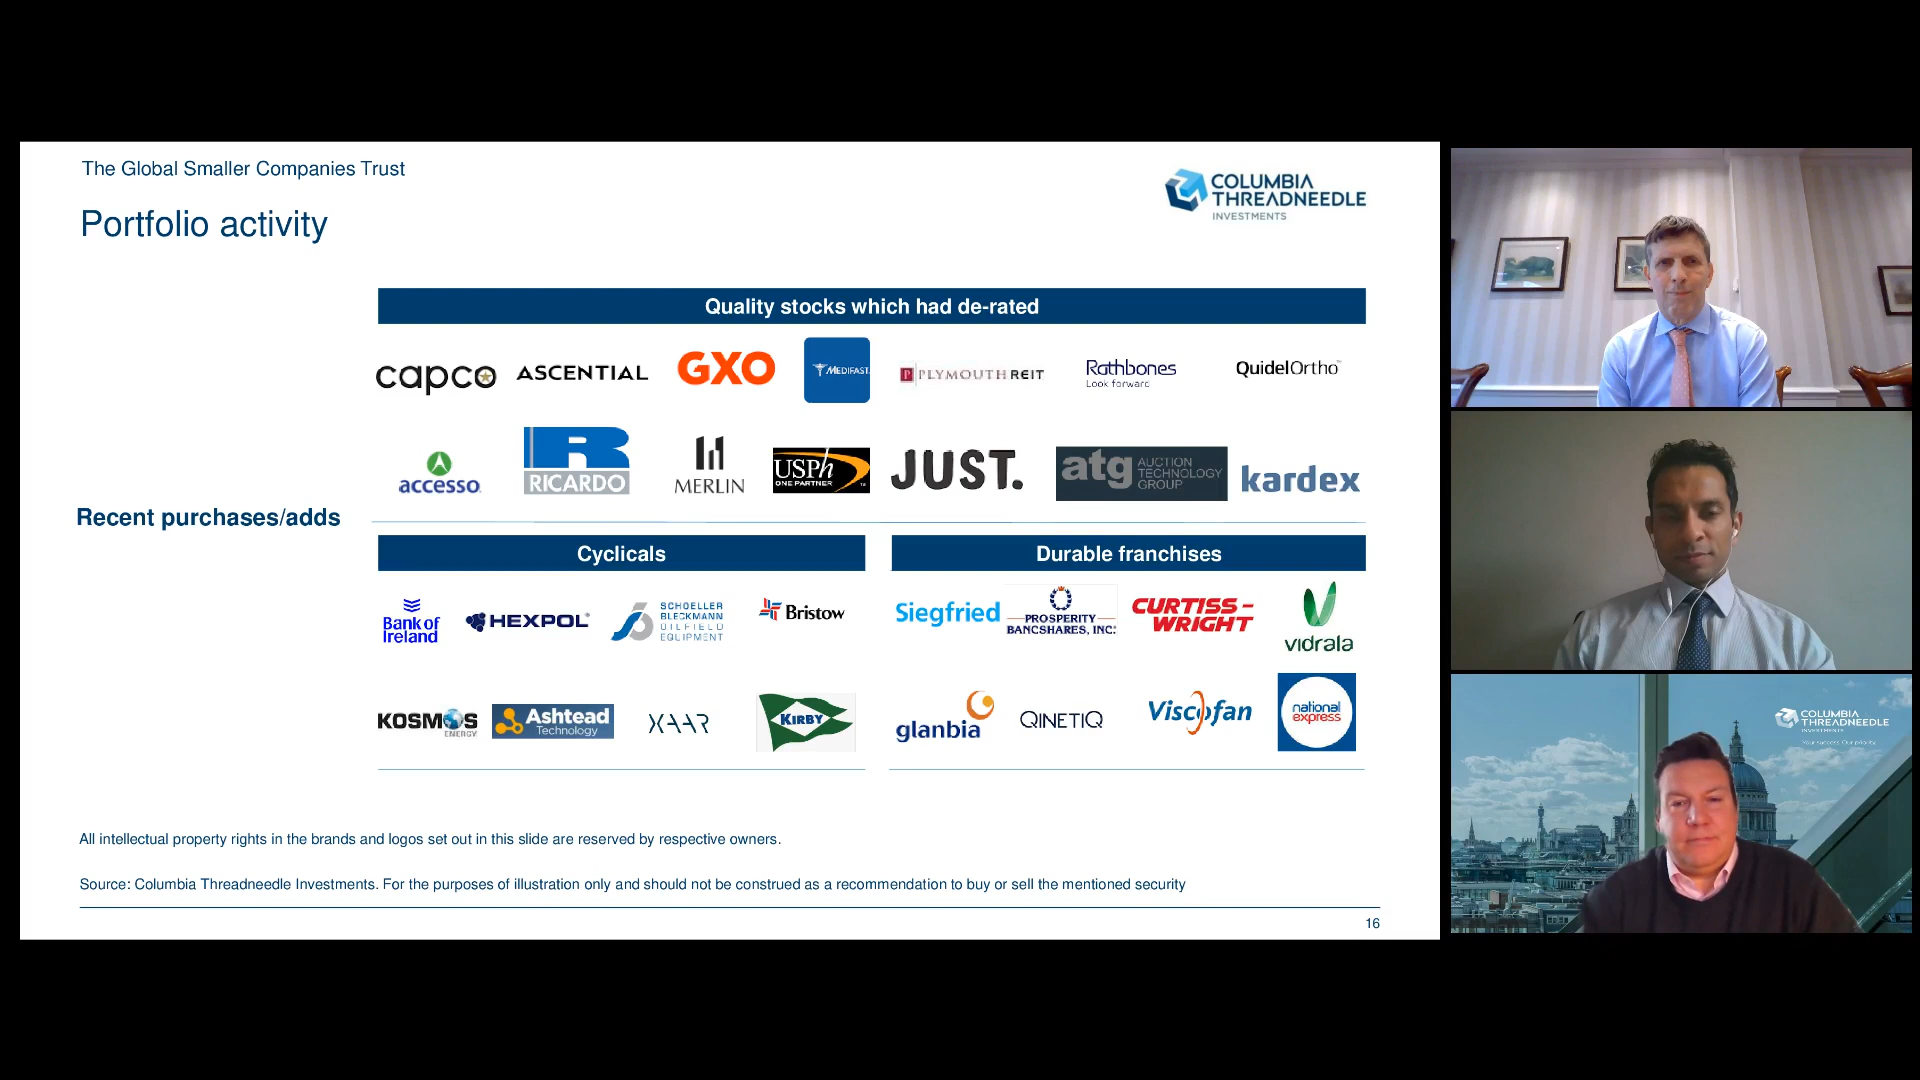 The Global Smaller Companies Trust
COLUMBIA
THREADNEEDLE
INVESTMENTS
Portfolio activity
Quality stocks which had de-rated
capco
ASCENTIAL
GXO
MEDIFAST
PLYMOUTH REIT
Rathbones
Look forward
QuidelOrtho™
accesso
R
RICARDO
MERLIN
USPh
ONE PARTNER
JUST.
atg AUCTION
TECHNOLOGY
GROUP
kardex
Recent purchases/adds
Cyclicals
Durable franchises
Bank of
Ireland
HEXPOL
SCHOELLER
BLECKMANN
OILFIELD
EQUIPMENT
Bristow
Siegfried
PROSPERITY
BANCSHARES, INC.
CURTISS-
WRIGHT
vidrala
KOSMOS
ENERGY
Ashtead
Technology
XAAR
KIRBY
glanbia
QINETIQ
Viscofan
national
express
All intellectual property rights in the brands and logos set out in this slide are reserved by respective owners.
Source: Columbia Threadneedle Investments. For the purposes of illustration only and should not be construed as a recommendation to buy or sell the mentioned security
16
COLUMBIA
THREADNEEDLE
INVESTMENTS
Your success. Our priority.